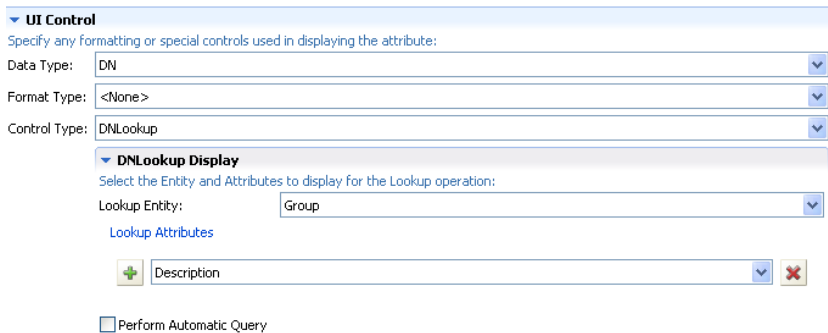 UI Control
Specify any formatting or special controls used in displaying the attribute:
Data Type: DN
Format Type: <None>
Control Type: DNLookup
DNLookup Display
Select the Entity and Attributes to display for the Lookup operation:
Lookup Entity: Group
Lookup Attributes
Description
Perform Automatic Query